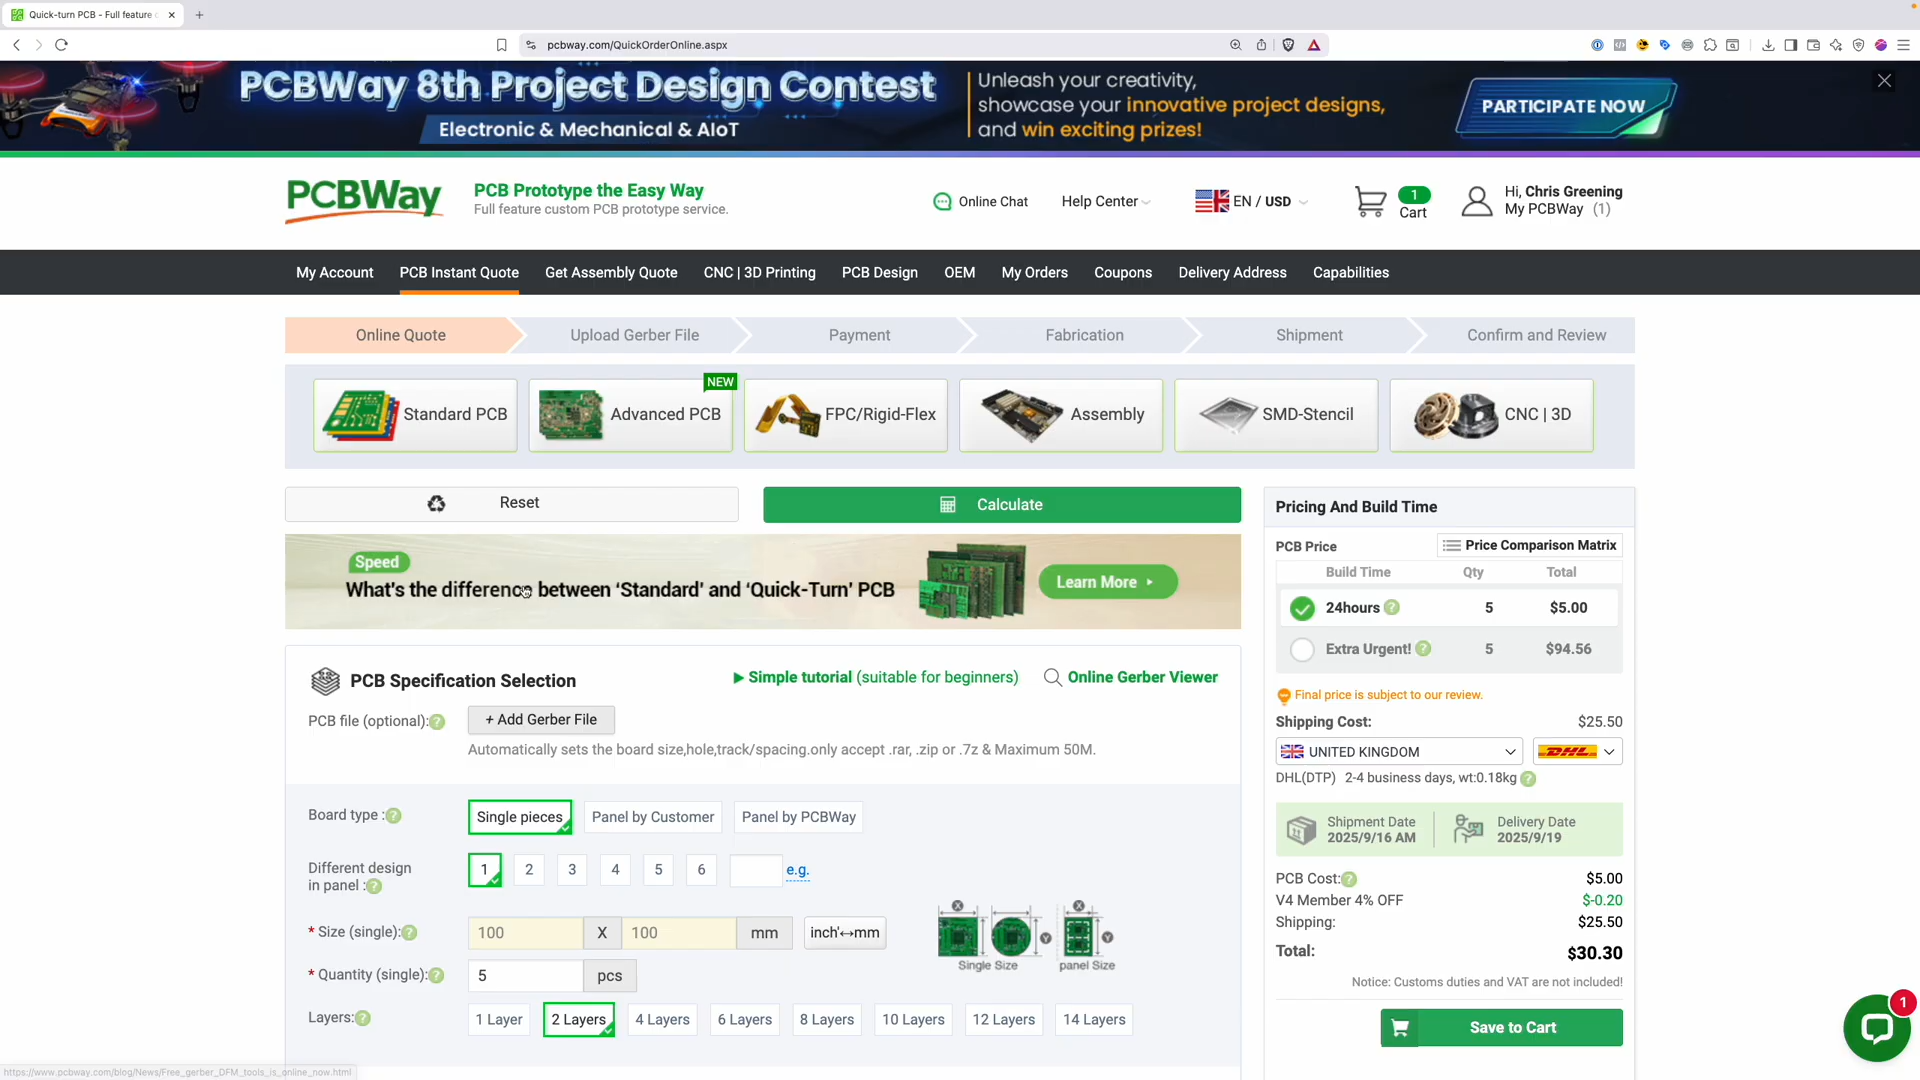 Quick-turn PCB - Full feature c
pcbway.com/QuickOrderOnline.aspx
PCBWay 8th Project Design Contest
Electronic & Mechanical & AIoT
Unleash your creativity,
showcase your innovative project designs,
and win exciting prizes!
PARTICIPATE NOW
PCBWay
PCB Prototype the Easy Way
Full feature custom PCB prototype service.
Online Chat
Help Center
EN / USD
1
Cart
Hi, Chris Greening
My PCBWay (1)
My Account
PCB Instant Quote
Get Assembly Quote
CNC | 3D Printing
PCB Design
OEM
My Orders
Coupons
Delivery Address
Capabilities
Online Quote
Upload Gerber File
Payment
Fabrication
Shipment
Confirm and Review
Standard PCB
NEW
Advanced PCB
FPC/Rigid-Flex
Assembly
SMD-Stencil
CNC | 3D
Reset
Calculate
Speed
What's the difference between 'Standard' and 'Quick-Turn' PCB
Learn More
PCB Specification Selection
Simple tutorial (suitable for beginners)
Online Gerber Viewer
PCB file (optional):
+ Add Gerber File
Automatically sets the board size,hole,track/spacing.only accept .rar, .zip or .7z & Maximum 50M.
Board type :
Single pieces
Panel by Customer
Panel by PCBWay
Different design
in panel :
1
2
3
4
5
6
e.g.
* Size (single):
100
X
100
mm
inch'↔mm
X
Y
Single Size
X
Y
panel Size
* Quantity (single):
5
pcs
Layers:
1 Layer
2 Layers
4 Layers
6 Layers
8 Layers
10 Layers
12 Layers
14 Layers
Pricing And Build Time
PCB Price
Price Comparison Matrix
Build Time
Qty
Total
24hours
5
$5.00
Extra Urgent!
5
$94.56
Final price is subject to our review.
Shipping Cost:
$25.50
UNITED KINGDOM
DHL
DHL(DTP) 2-4 business days, wt:0.18kg
Shipment Date
2025/9/16 AM
Delivery Date
2025/9/19
PCB Cost:
$5.00
V4 Member 4% OFF
$-0.20
Shipping:
$25.50
Total:
$30.30
Notice: Customs duties and VAT are not included!
Save to Cart
1
https://www.pcbway.com/blog/News/Free_gerber_DFM_tools_is_online_now.html